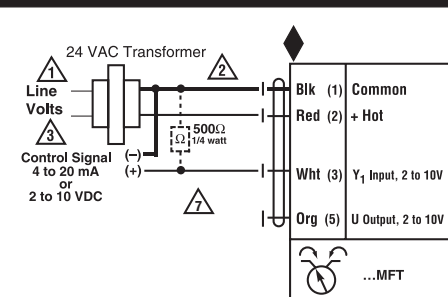 24 VAC Transformer
1
2
Line
Volts
3
Blk (1) Common
Red (2) + Hot
500Ω
Ω
1/4 watt
Control Signal (–)
4 to 20 mA (+)
or
2 to 10 VDC
Wht (3) Y1 Input, 2 to 10V
7
Org (5) U Output, 2 to 10V
...MFT